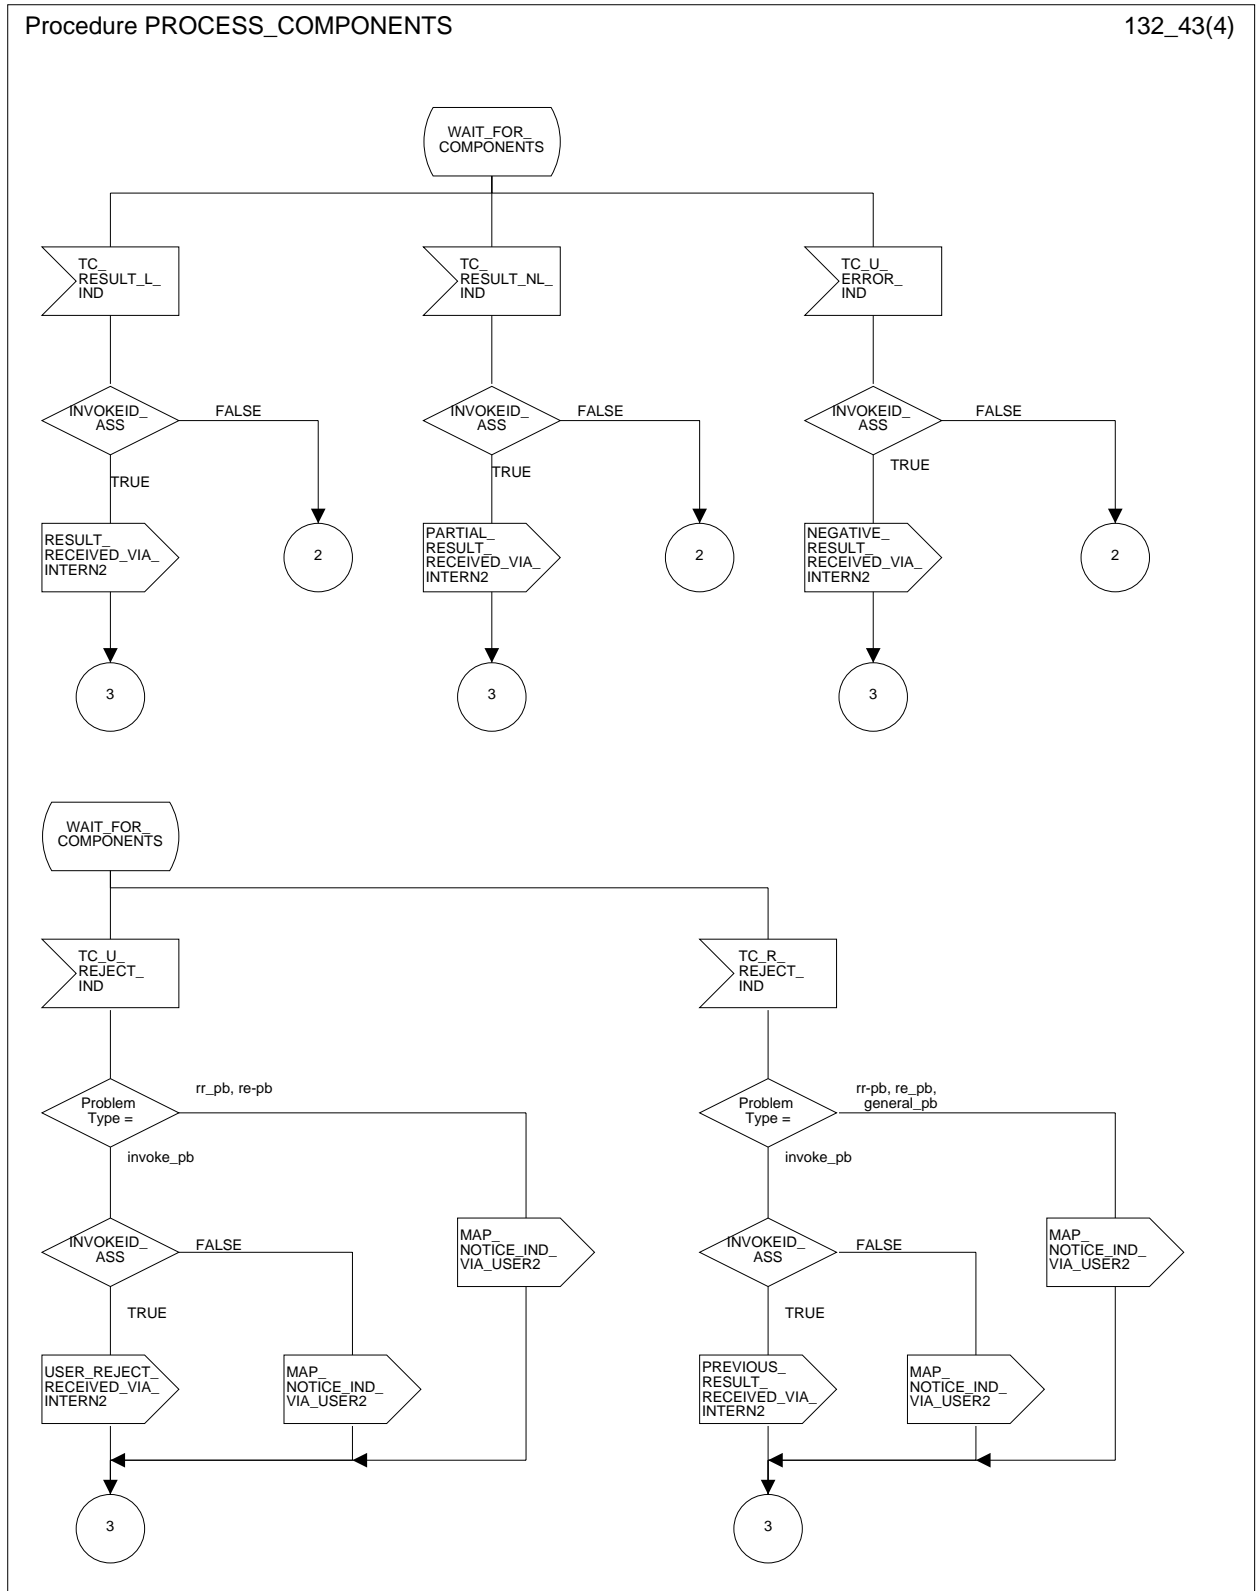 Procedure PROCESS_COMPONENTS 132_43(4)
WAIT_FOR_
COMPONENTS
TC_
RESULT_L_
IND
TC_
RESULT_NL_
IND
TC_U_
ERROR_
IND
INVOKEID_
ASS
FALSE
INVOKEID_
ASS
FALSE
INVOKEID_
ASS
FALSE
TRUE
TRUE
TRUE
RESULT_
RECEIVED_VIA_
INTERN2
2
PARTIAL_
RESULT_
RECEIVED_VIA_
INTERN2
2
NEGATIVE_
RESULT_
RECEIVED_VIA_
INTERN2
2
3
3
3
WAIT_FOR_
COMPONENTS
TC_U_
REJECT_
IND
TC_R_
REJECT_
IND
Problem
Type =
rr_pb, re-pb
Problem
Type =
rr-pb, re_pb,
general_pb
invoke_pb
invoke_pb
INVOKEID_
ASS
FALSE
MAP_
NOTICE_IND_
VIA_USER2
INVOKEID_
ASS
FALSE
MAP_
NOTICE_IND_
VIA_USER2
TRUE
TRUE
USER_REJECT_
RECEIVED_VIA_
INTERN2
MAP_
NOTICE_IND_
VIA_USER2
PREVIOUS_
RESULT_
RECEIVED_VIA_
INTERN2
MAP_
NOTICE_IND_
VIA_USER2
3
3